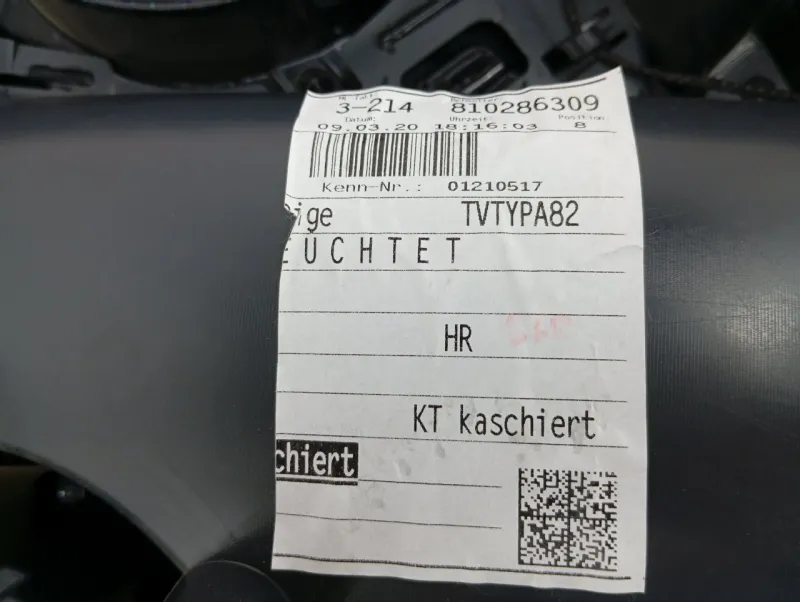 3-214 810286309
Datum: Uhrzeit Position
09.03.20 18:16:03 8
Kenn-Nr.: 01210517
ige TVTYPA82
EUCHTET
HR
KT kaschiert
chiert